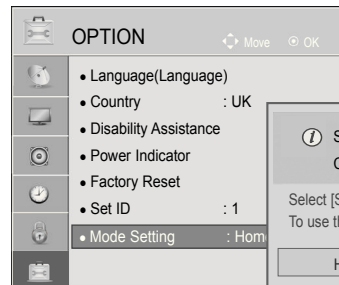 OPTION
Move
OK
• Language(Language)
• Country : UK
• Disability Assistance
• Power Indicator
• Factory Reset
• Set ID : 1
• Mode Setting : Hom
i
S
Select [S
To use th
H